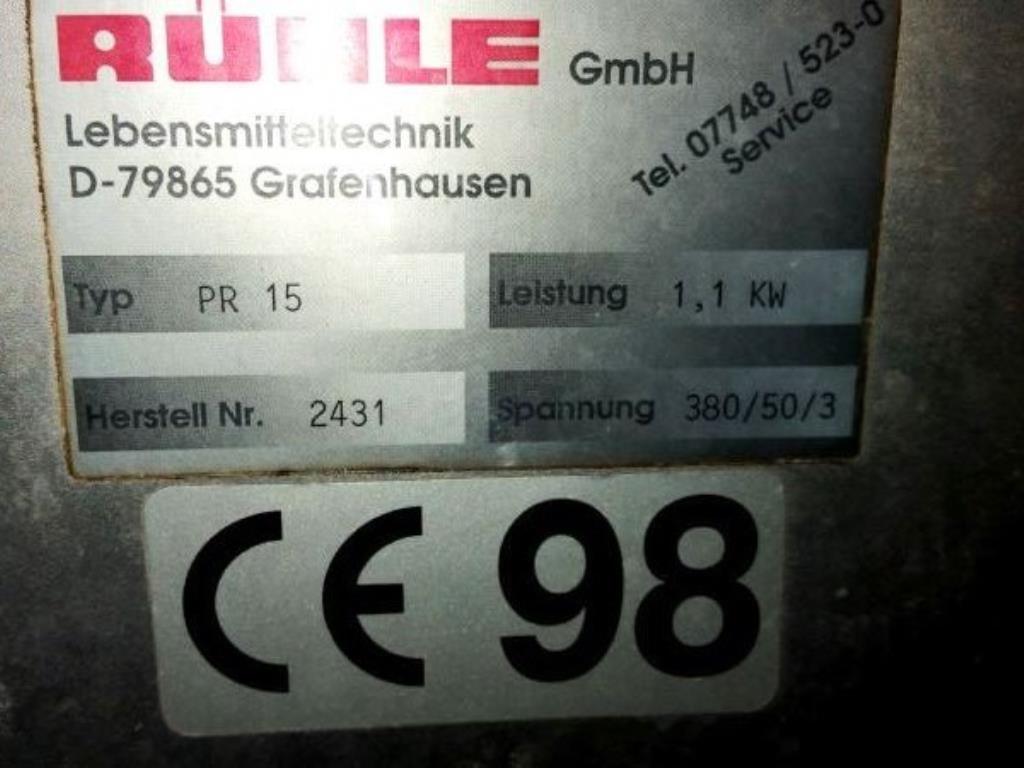 RÜHLE GmbH
Lebensmitteltechnik
D-79865 Grafenhausen
Tel. 07748 / 523-0
Service
Typ PR 15
Leistung 1,1 KW
Herstell Nr. 2431
Spannung 380/50/3
CE 98